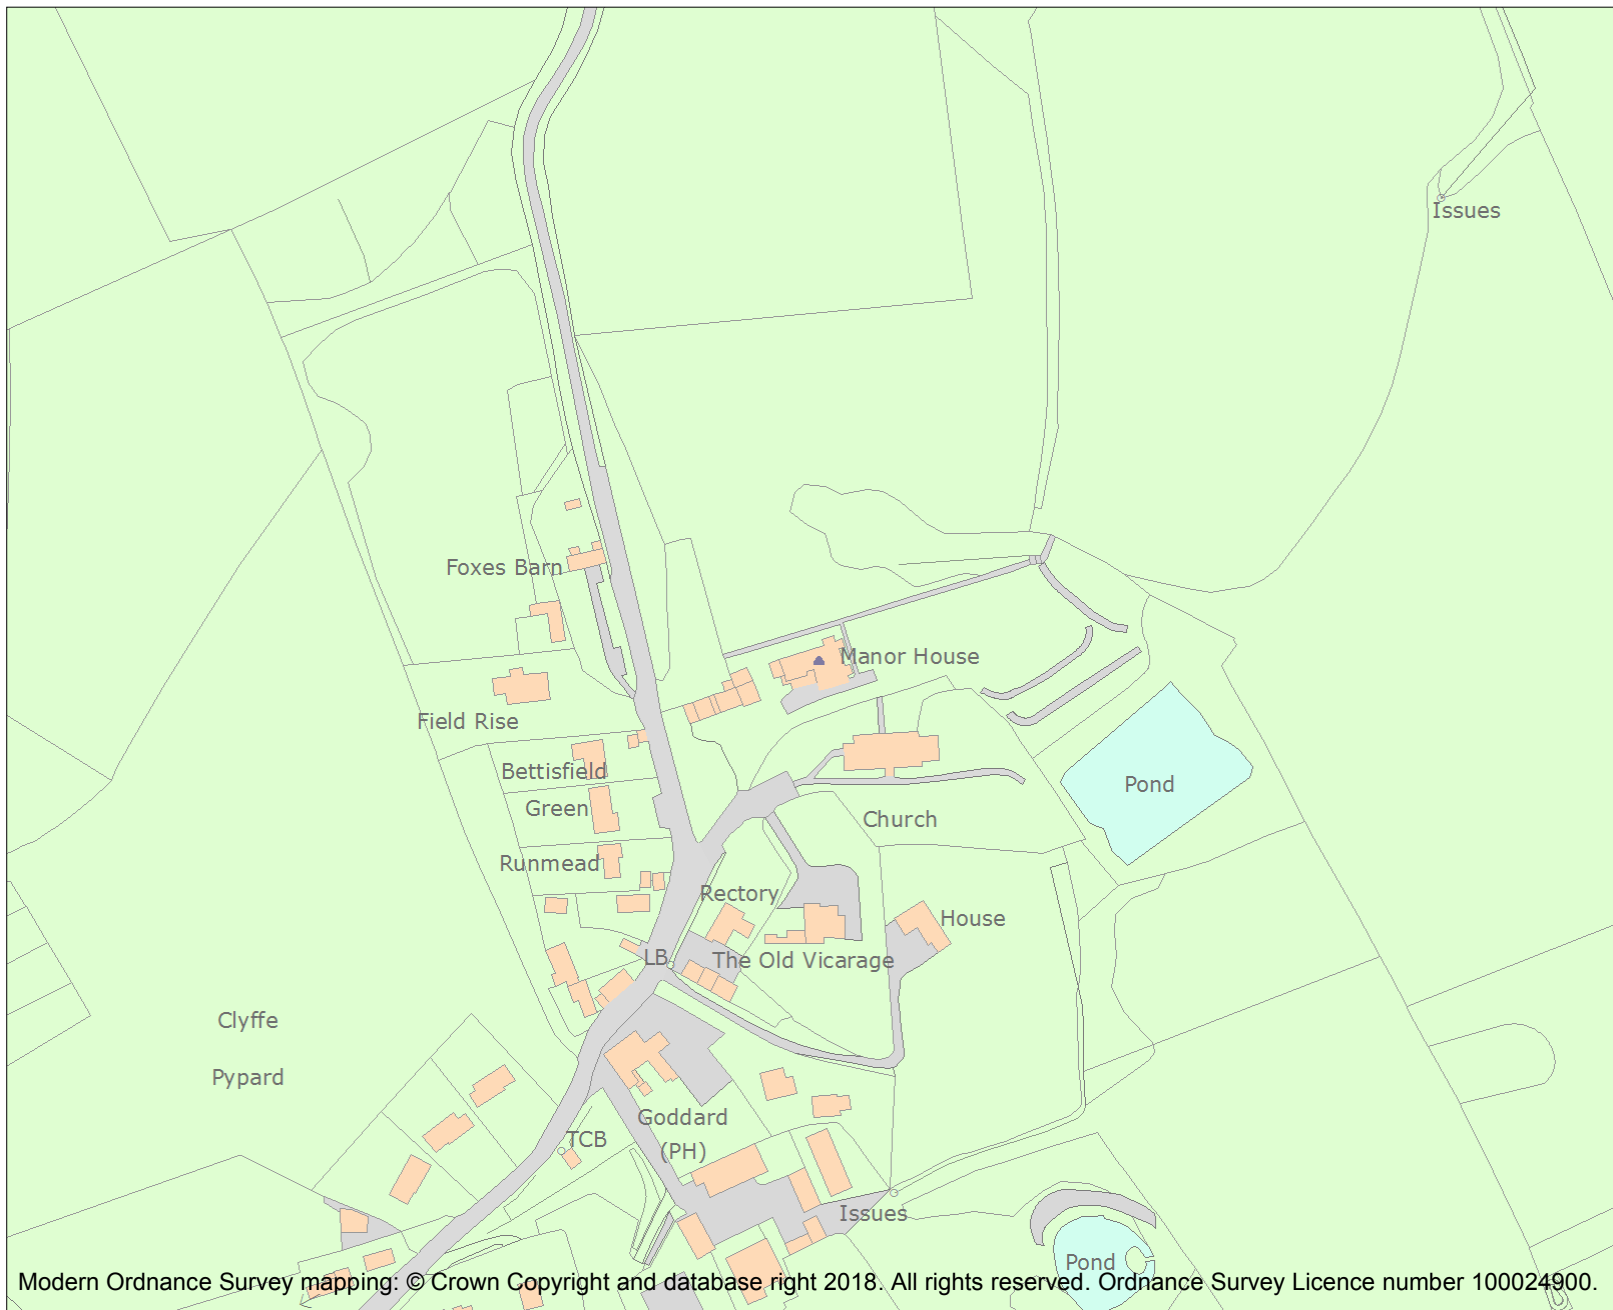 Issues
Foxes Barn
Manor House
Field Rise
Bettisfield
Pond
Green
Church
Runmead
Rectory
House
LB
The Old Vicarage
Clyffe
Pypard
Goddard
(PH)
TCB
Issues
Pond
Modern Ordnance Survey mapping: © Crown Copyright and database right 2018. All rights reserved. Ordnance Survey Licence number 100024900.